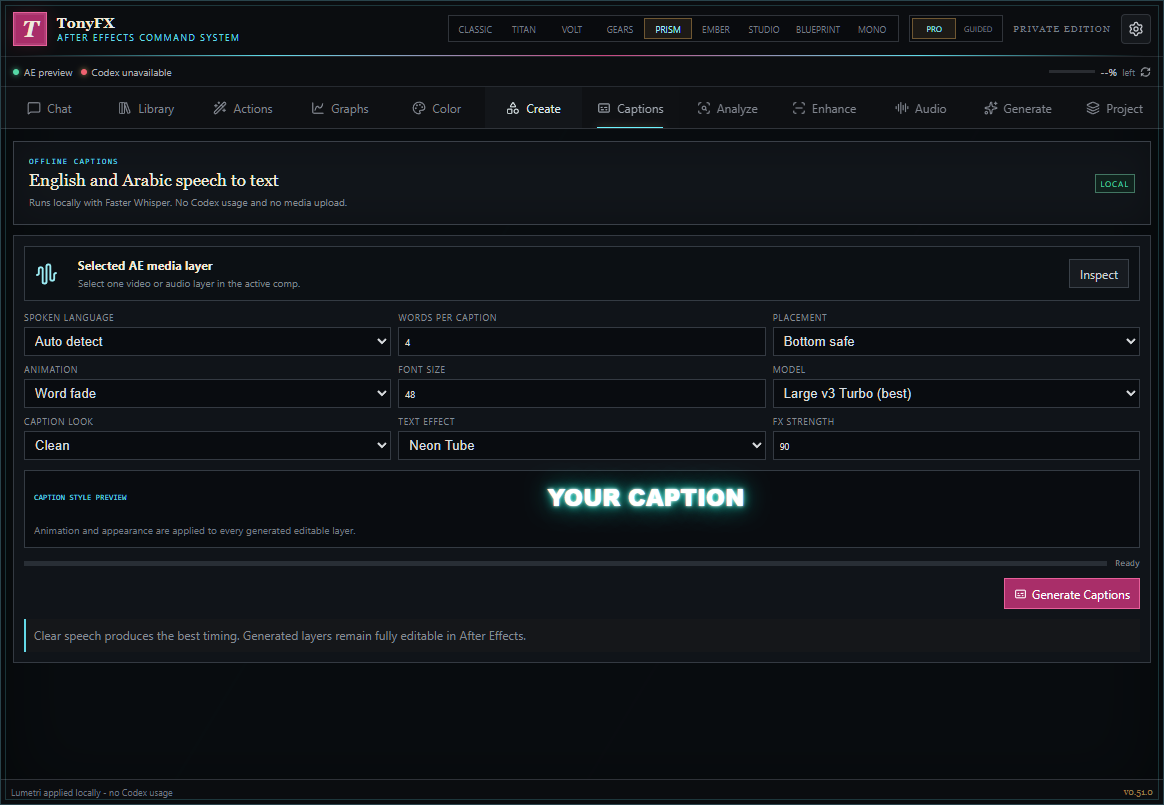 T TonyFX
AFTER EFFECTS COMMAND SYSTEM
CLASSIC TITAN VOLT GEARS PRISM EMBER STUDIO BLUEPRINT MONO PRO GUIDED PRIVATE EDITION
AE preview Codex unavailable --% left
Chat Library Actions Graphs Color Create Captions Analyze Enhance Audio Generate Project
OFFLINE CAPTIONS
English and Arabic speech to text
Runs locally with Faster Whisper. No Codex usage and no media upload.
LOCAL
Selected AE media layer
Select one video or audio layer in the active comp.
Inspect
SPOKEN LANGUAGE WORDS PER CAPTION PLACEMENT
Auto detect 4 Bottom safe
ANIMATION FONT SIZE MODEL
Word fade 48 Large v3 Turbo (best)
CAPTION LOOK TEXT EFFECT FX STRENGTH
Clean Neon Tube 90
CAPTION STYLE PREVIEW YOUR CAPTION
Animation and appearance are applied to every generated editable layer.
Ready
Generate Captions
Clear speech produces the best timing. Generated layers remain fully editable in After Effects.
Lumetri applied locally - no Codex usage v0.51.0